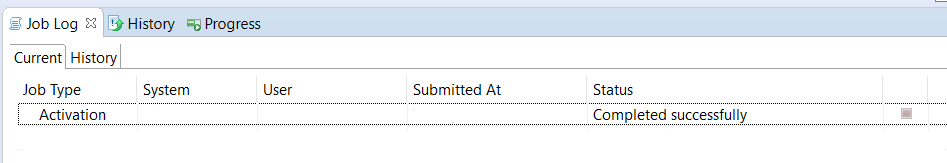 Job Log History Progress
Current History
Job Type System User Submitted At Status
Activation Completed successfully